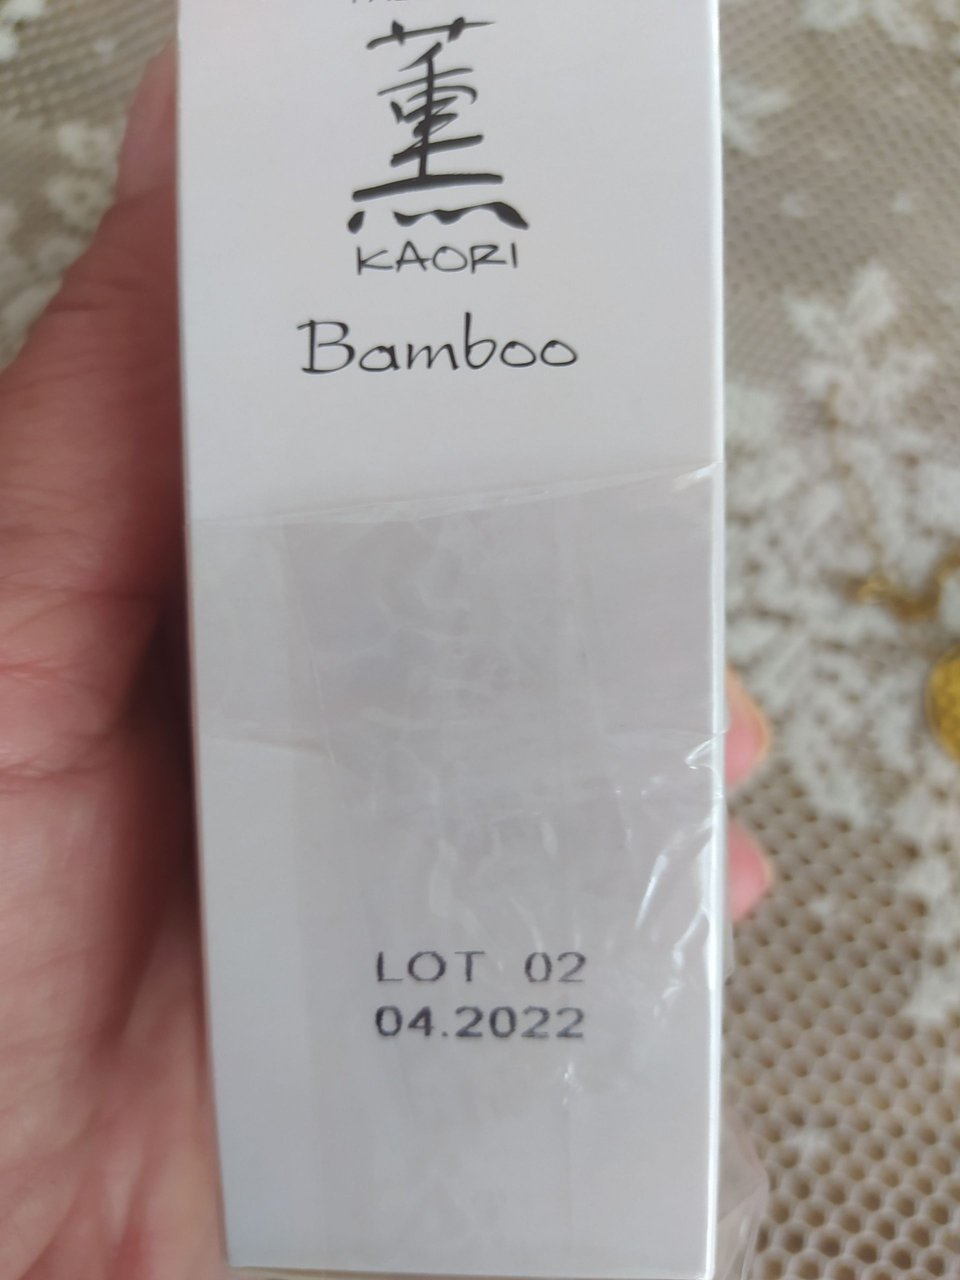 薫
KAORI
Bamboo
LOT 02
04.2022